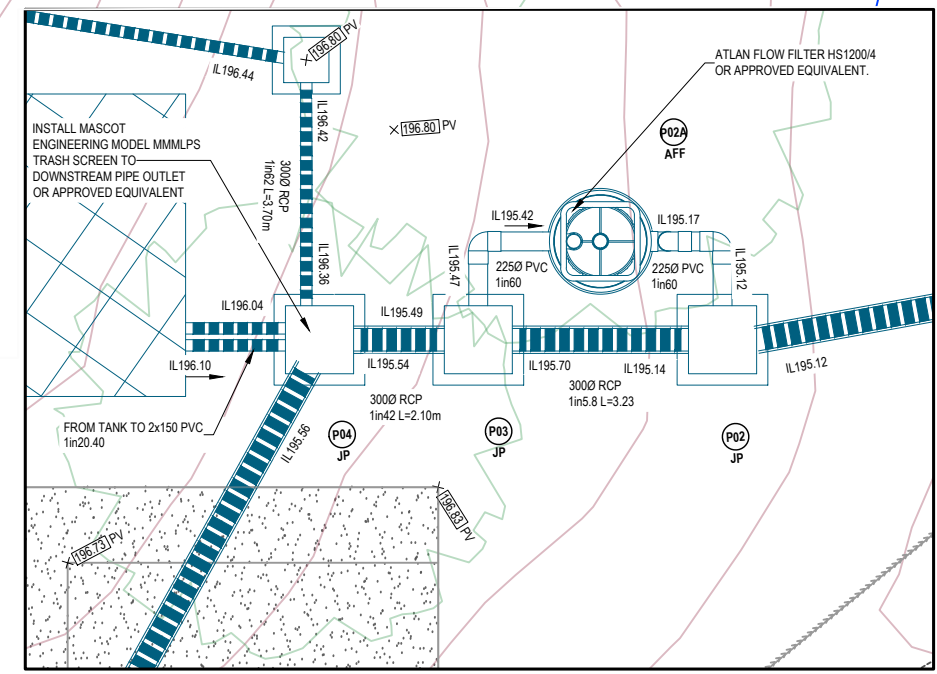 196.80 PV
IL196.44
ATLAN FLOW FILTER HS1200/4
OR APPROVED EQUIVALENT.
INSTALL MASCOT
ENGINEERING MODEL MMMLPS
TRASH SCREEN TO
DOWNSTREAM PIPE OUTLET
OR APPROVED EQUIVALENT
IL196.42
300Ø RCP
1in62 L=3.70m
IL196.36
196.80 PV
P02A
AFF
IL195.42
IL195.17
IL195.47
225Ø PVC
1in60
225Ø PVC
1in60
IL195.12
IL196.04
IL195.49
IL196.10
IL195.54
IL195.70
IL195.14
IL195.12
300Ø RCP
1in42 L=2.10m
300Ø RCP
1in5.8 L=3.23
FROM TANK TO 2x150 PVC
1in20.40
IL195.56
P04
JP
P03
JP
P02
JP
196.73 PV
196.83 PV